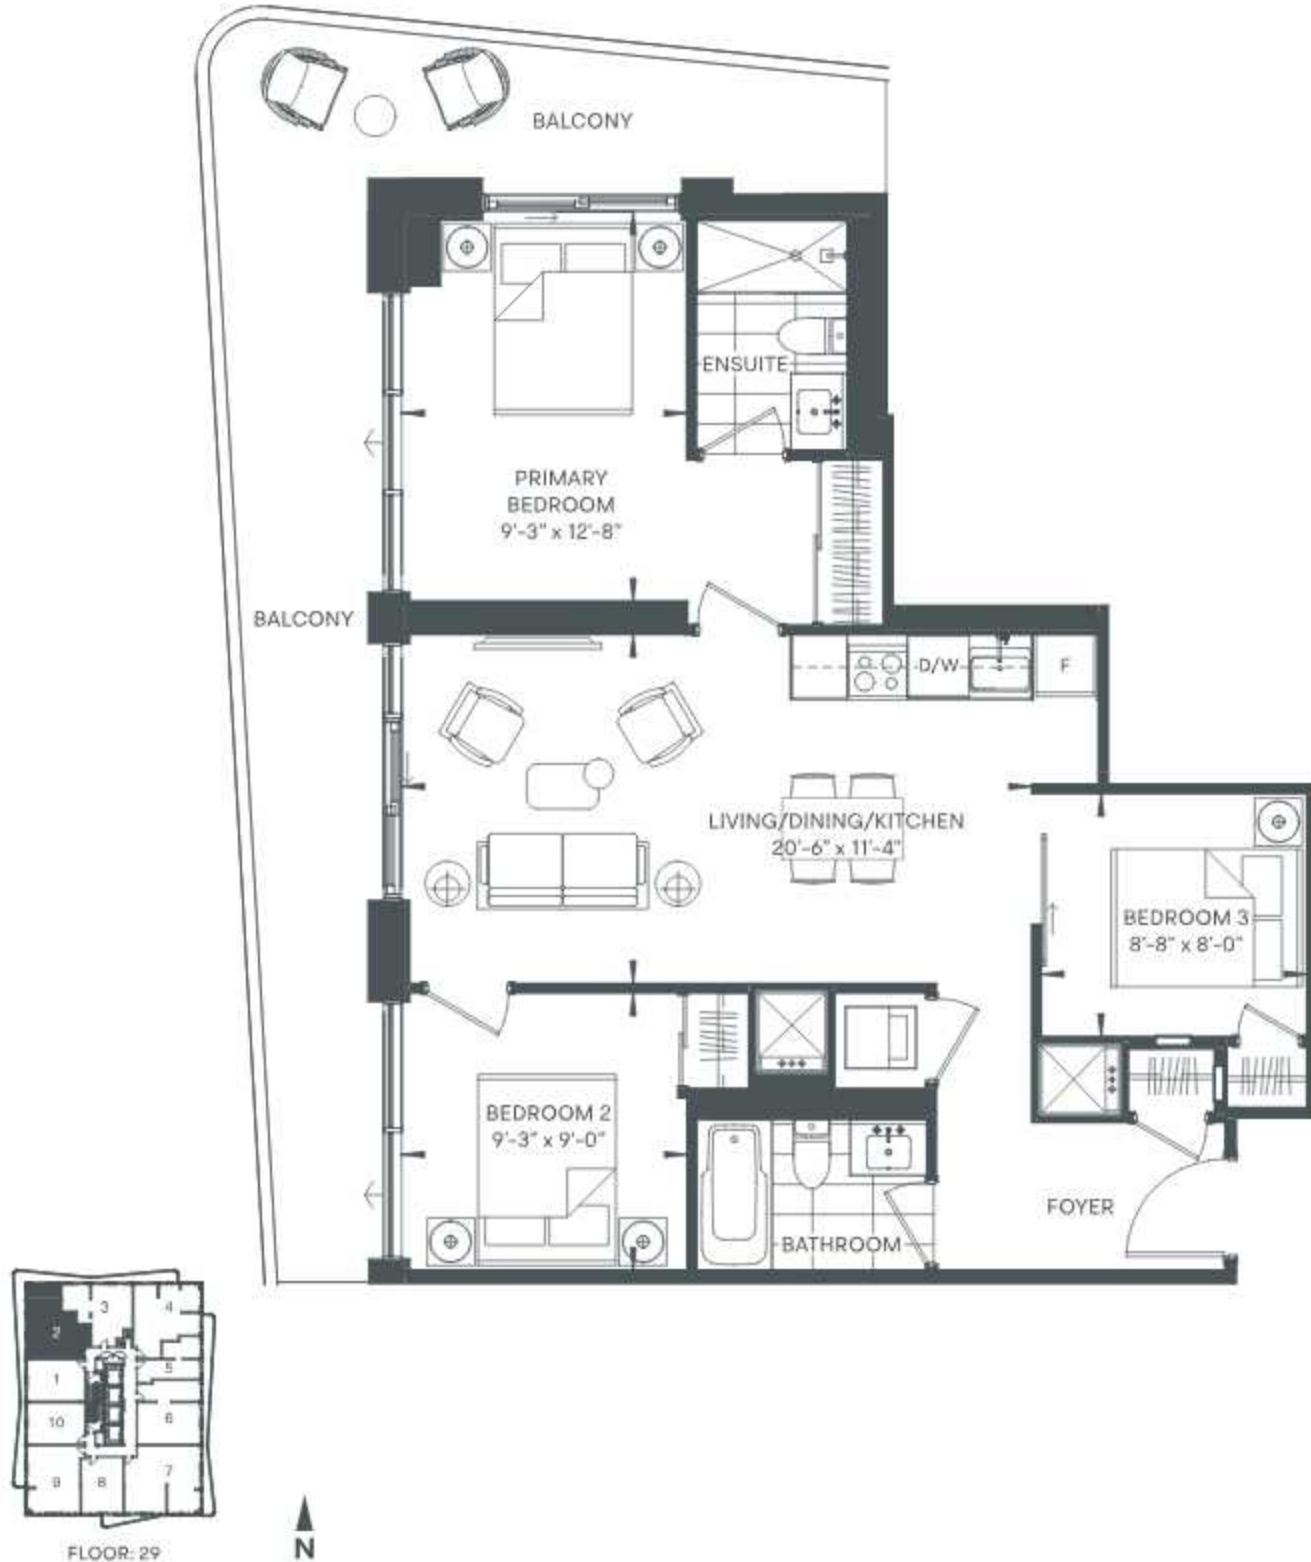 BALCONY
ENSUITE
PRIMARY
BEDROOM
9'-3" x 12'-8"
BALCONY
D/W
F
LIVING/DINING/KITCHEN
20'-6" x 11'-4"
BEDROOM 3
8'-8" x 8'-0"
BEDROOM 2
9'-3" x 9'-0"
FOYER
BATHROOM
3
4
2
1
5
10
6
9
8
7
FLOOR: 29
N